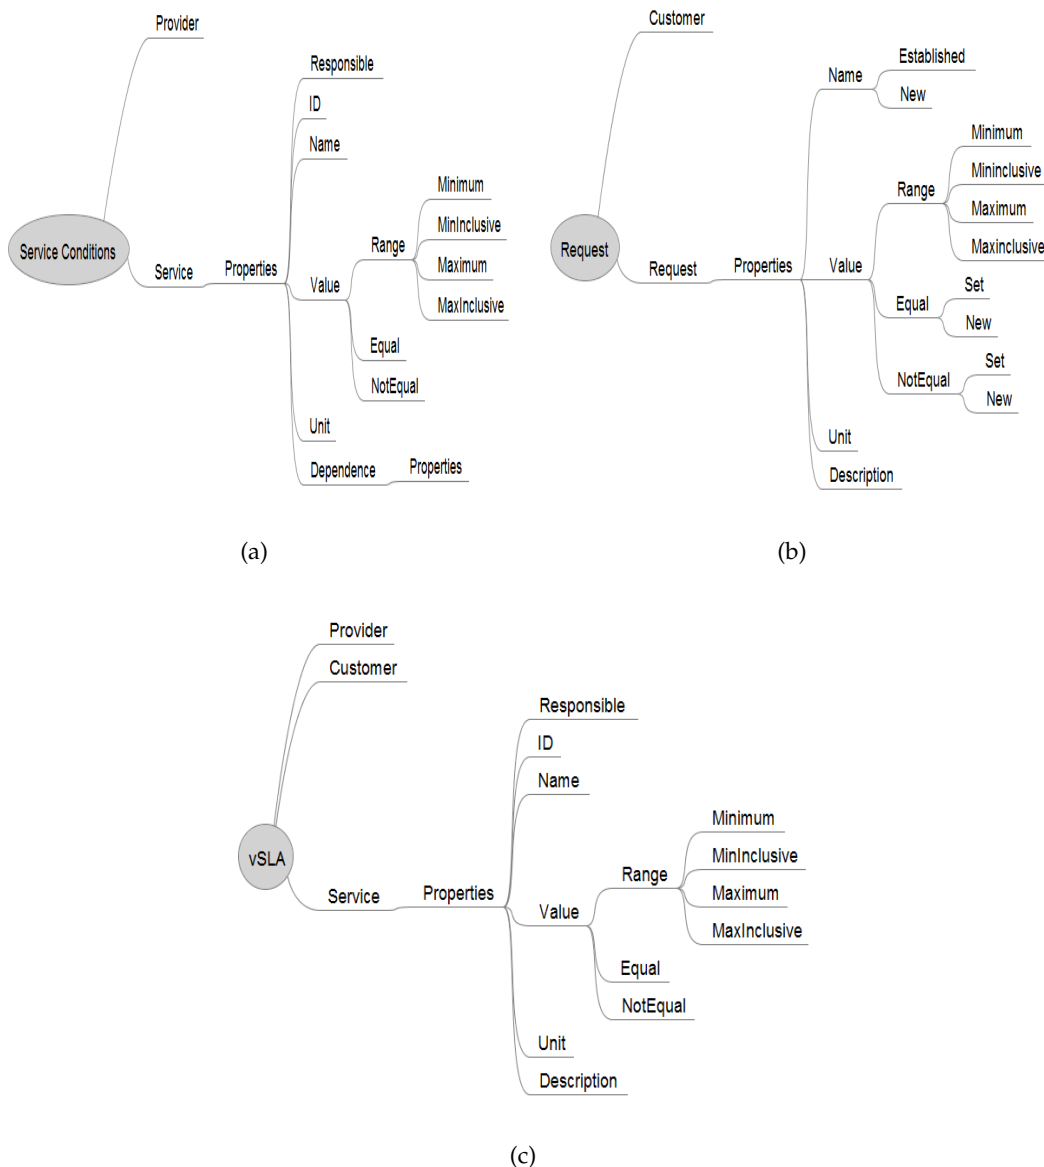 Provider
Responsible
ID
Name
Minimum
MinInclusive
Range
Maximum
MaxInclusive
Service Conditions
Service
Properties
Value
Equal
NotEqual
Unit
Dependence
Properties
(a)
Customer
Established
Name
New
Minimum
Mininclusive
Range
Maximum
Maxinclusive
Request
Request
Properties
Value
Set
Equal
New
Set
NotEqual
New
Unit
Description
(b)
Provider
Customer
Responsible
ID
Name
Minimum
MinInclusive
Range
Maximum
MaxInclusive
vSLA
Service
Properties
Value
Equal
NotEqual
Unit
Description
(c)